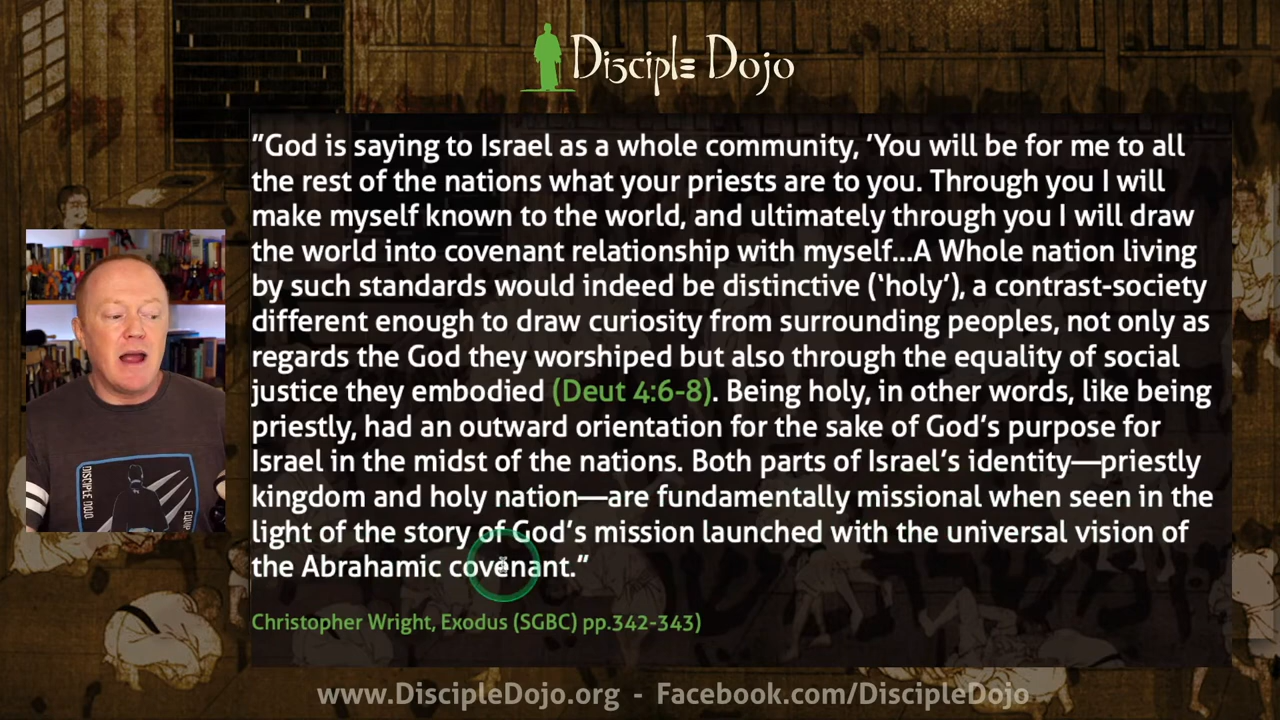 Disciple Dojo
"God is saying to Israel as a whole community, 'You will be for me to all
the rest of the nations what your priests are to you. Through you I will
make myself known to the world, and ultimately through you I will draw
the world into covenant relationship with myself...A Whole nation living
by such standards would indeed be distinctive ('holy'), a contrast-society
different enough to draw curiosity from surrounding peoples, not only as
regards the God they worshiped but also through the equality of social
justice they embodied (Deut 4:6-8). Being holy, in other words, like being
priestly, had an outward orientation for the sake of God's purpose for
Israel in the midst of the nations. Both parts of Israel's identity—priestly
kingdom and holy nation—are fundamentally missional when seen in the
light of the story of God's mission launched with the universal vision of
the Abrahamic covenant."
Christopher Wright, Exodus (SGBC) pp.342-343)
DISCIPLE DOJO
www.DiscipleDojo.org - Facebook.com/DiscipleDojo